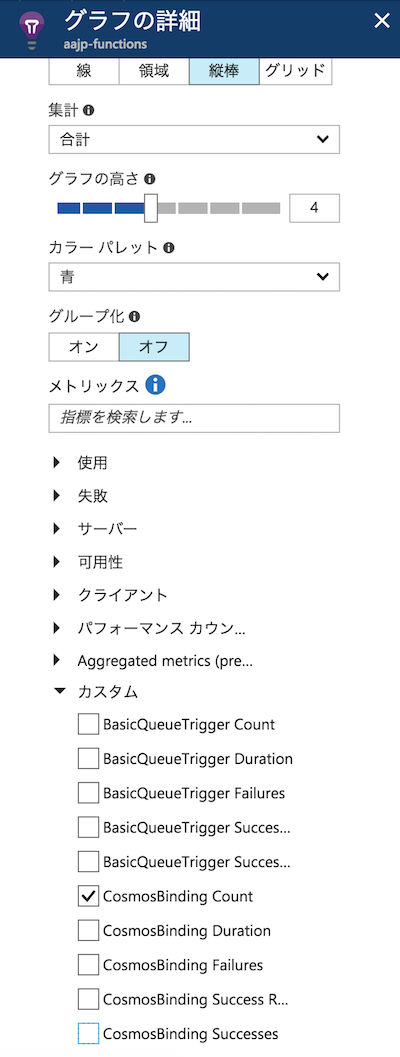 グラフの詳細
aajp-functions
線 領域 縦棒 グリッド
集計
合計
グラフの高さ
4
カラー パレット
青
グループ化
オン オフ
メトリックス
指標を検索します...
使用
失敗
サーバー
可用性
クライアント
パフォーマンス カウン...
Aggregated metrics (pre...
カスタム
BasicQueueTrigger Count
BasicQueueTrigger Duration
BasicQueueTrigger Failures
BasicQueueTrigger Succes...
BasicQueueTrigger Succes...
CosmosBinding Count
CosmosBinding Duration
CosmosBinding Failures
CosmosBinding Success R...
CosmosBinding Successes